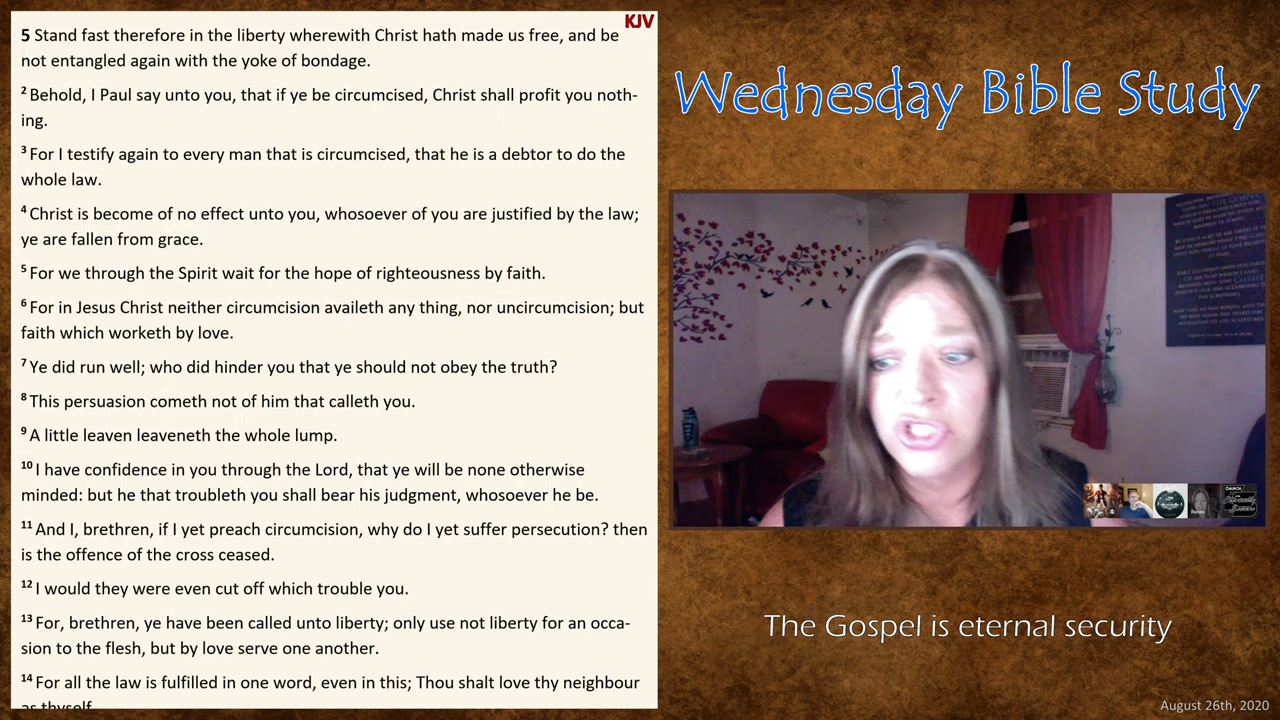 KJV
5 Stand fast therefore in the liberty wherewith Christ hath made us free, and be
not entangled again with the yoke of bondage.
2 Behold, I Paul say unto you, that if ye be circumcised, Christ shall profit you noth-
ing.
3 For I testify again to every man that is circumcised, that he is a debtor to do the
whole law.
4 Christ is become of no effect unto you, whosoever of you are justified by the law;
ye are fallen from grace.
5 For we through the Spirit wait for the hope of righteousness by faith.
6 For in Jesus Christ neither circumcision availeth any thing, nor uncircumcision; but
faith which worketh by love.
7 Ye did run well; who did hinder you that ye should not obey the truth?
8 This persuasion cometh not of him that calleth you.
9 A little leaven leaveneth the whole lump.
10 I have confidence in you through the Lord, that ye will be none otherwise
minded: but he that troubleth you shall bear his judgment, whosoever he be.
11 And I, brethren, if I yet preach circumcision, why do I yet suffer persecution? then
is the offence of the cross ceased.
12 I would they were even cut off which trouble you.
13 For, brethren, ye have been called unto liberty; only use not liberty for an occa-
sion to the flesh, but by love serve one another.
14 For all the law is fulfilled in one word, even in this; Thou shalt love thy neighbour
as thyself
Wednesday Bible Study
CHURCH
Renee
The Gospel is eternal security
August 26th, 2020